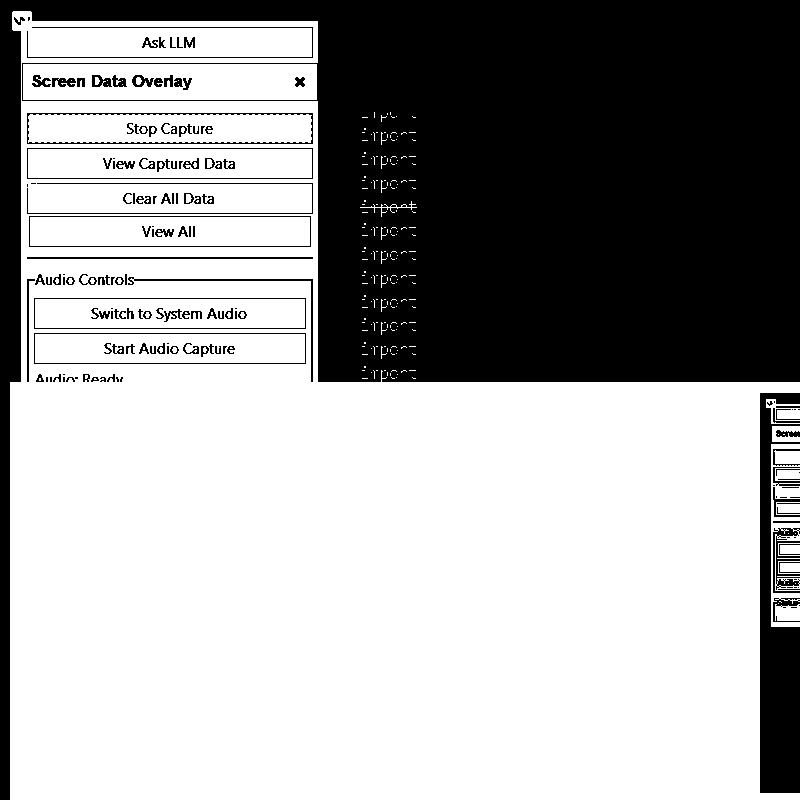 Ask LLM
Screen Data Overlay ×
Stop Capture
View Captured Data
Clear All Data
View All
Audio Controls
Switch to System Audio
Start Audio Capture
Audio: Ready
import
import
import
import
import
import
import
import
import
import
import
import
Screen
Audio
Audio